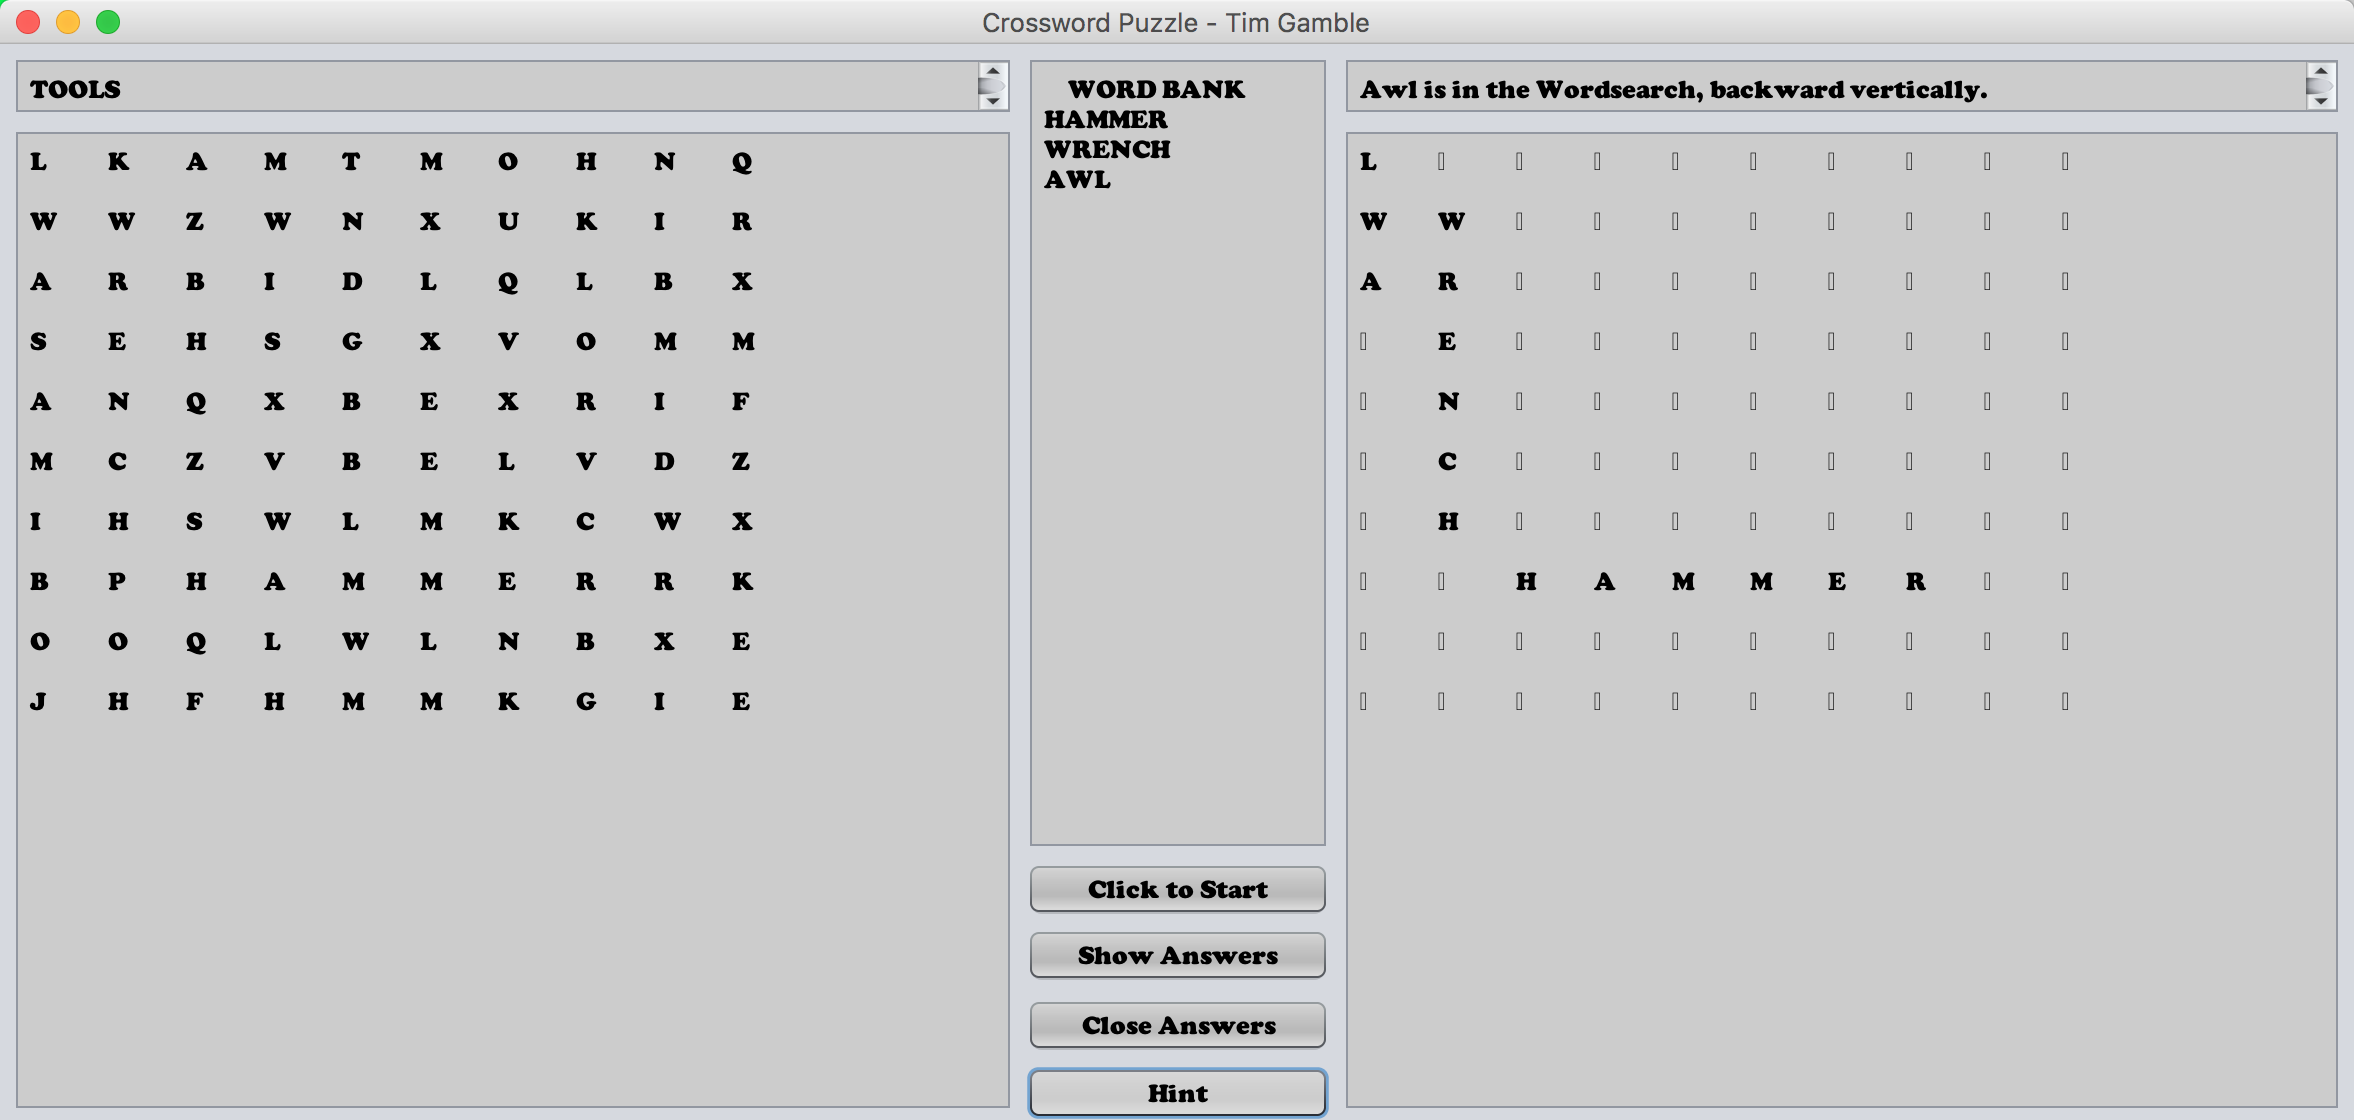 Crossword Puzzle - Tim Gamble
TOOLS
L K A M T M O H N Q
W W Z W N X U K I R
A R B I D L Q L B X
S E H S G X V O M M
A N Q X B E X R I F
M C Z V B E L V D Z
I H S W L M K C W X
B P H A M M E R R K
O O Q L W L N B X E
J H F H M M K G I E
WORD BANK
HAMMER
WRENCH
AWL
Click to Start
Show Answers
Close Answers
Hint
Awl is in the Wordsearch, backward vertically.
L
W W
A R
E
N
C
H
H A M M E R